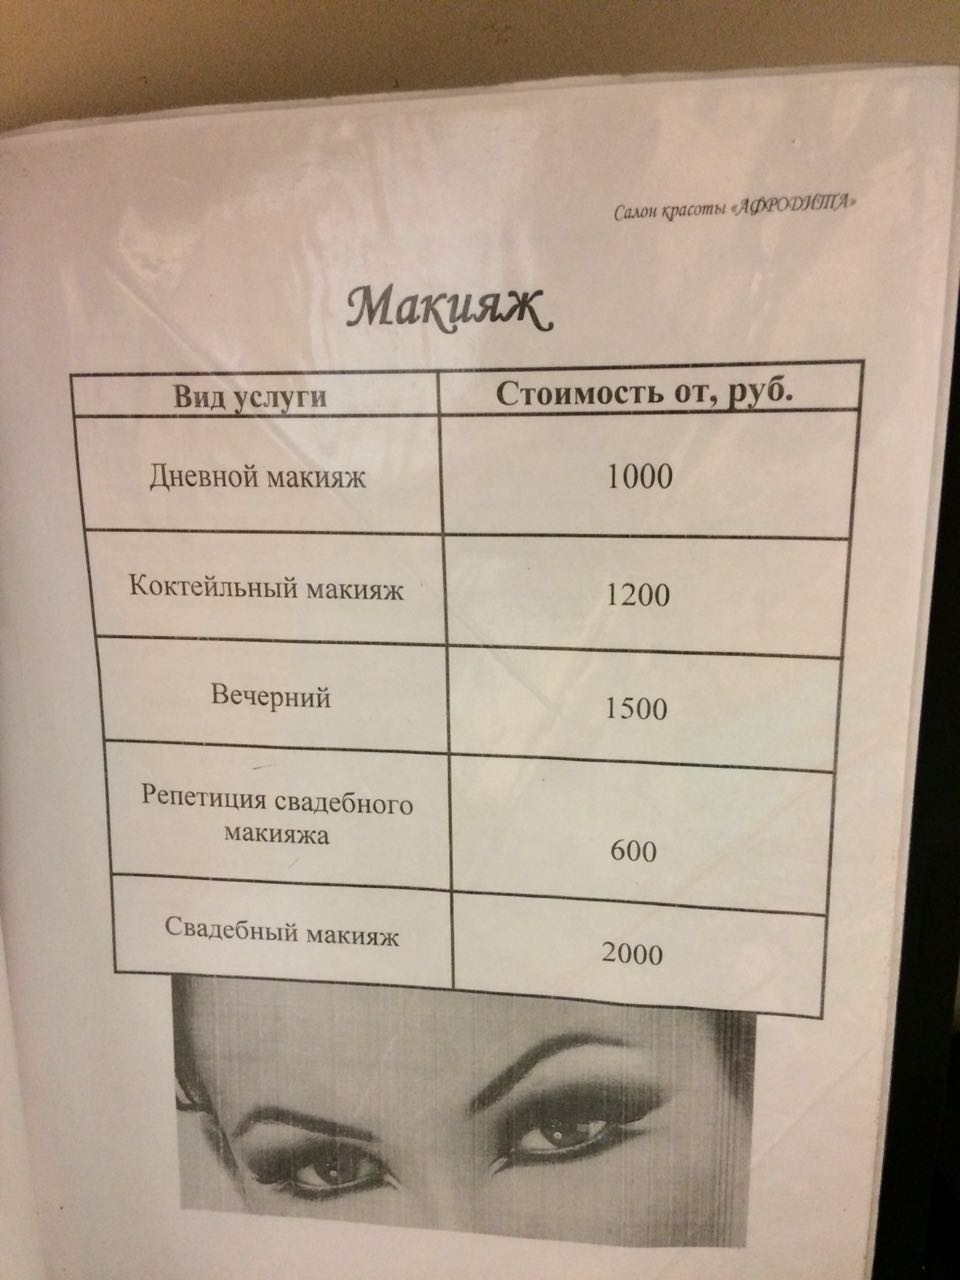 Салон красоты «АФРОДИТА»
Макияж
Вид услуги Стоимость от, руб.
Дневной макияж 1000
Коктейльный макияж 1200
Вечерний 1500
Репетиция свадебного
макияжа 600
Свадебный макияж 2000